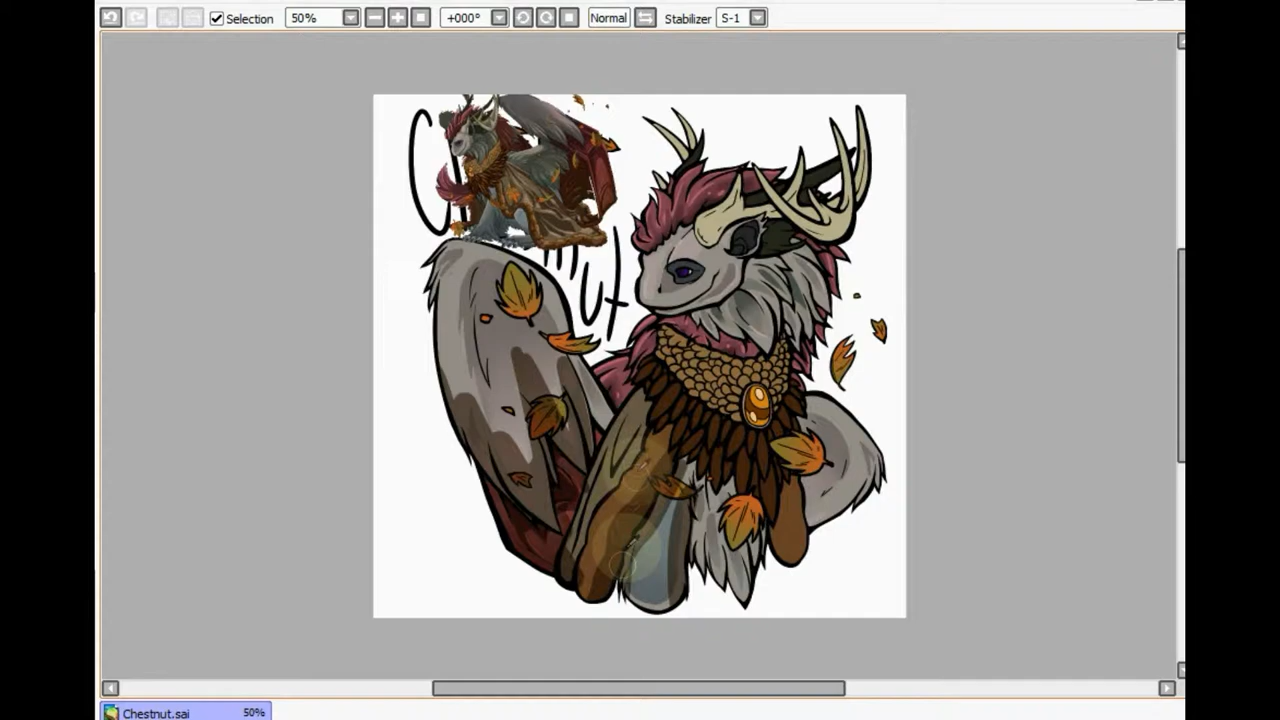 Selection 50% +000° Normal Stabilizer S-1
Chestnut.sai 50%